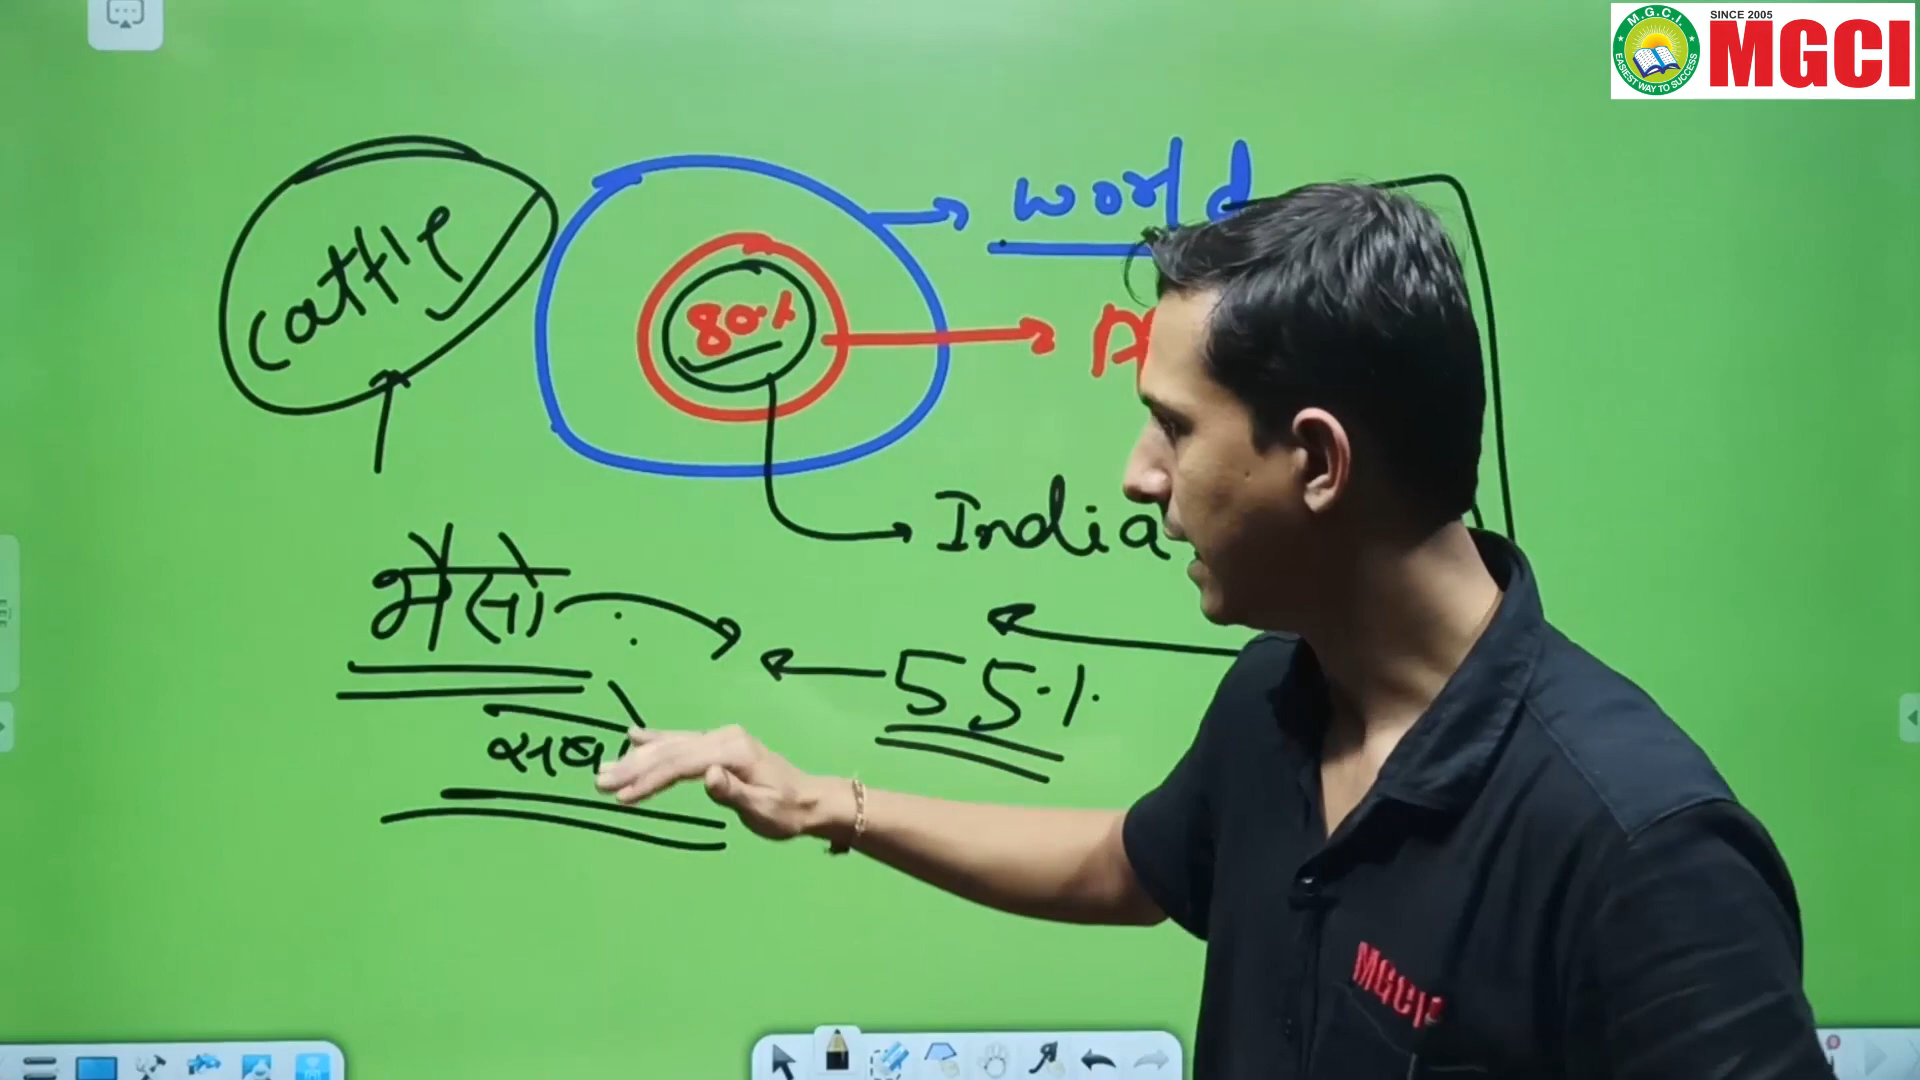 SINCE 2005
MGCI
M.G.C.I.
EASIEST WAY TO SUCCESS
world
cattle
80%
India
भैसो
55%
MGCI